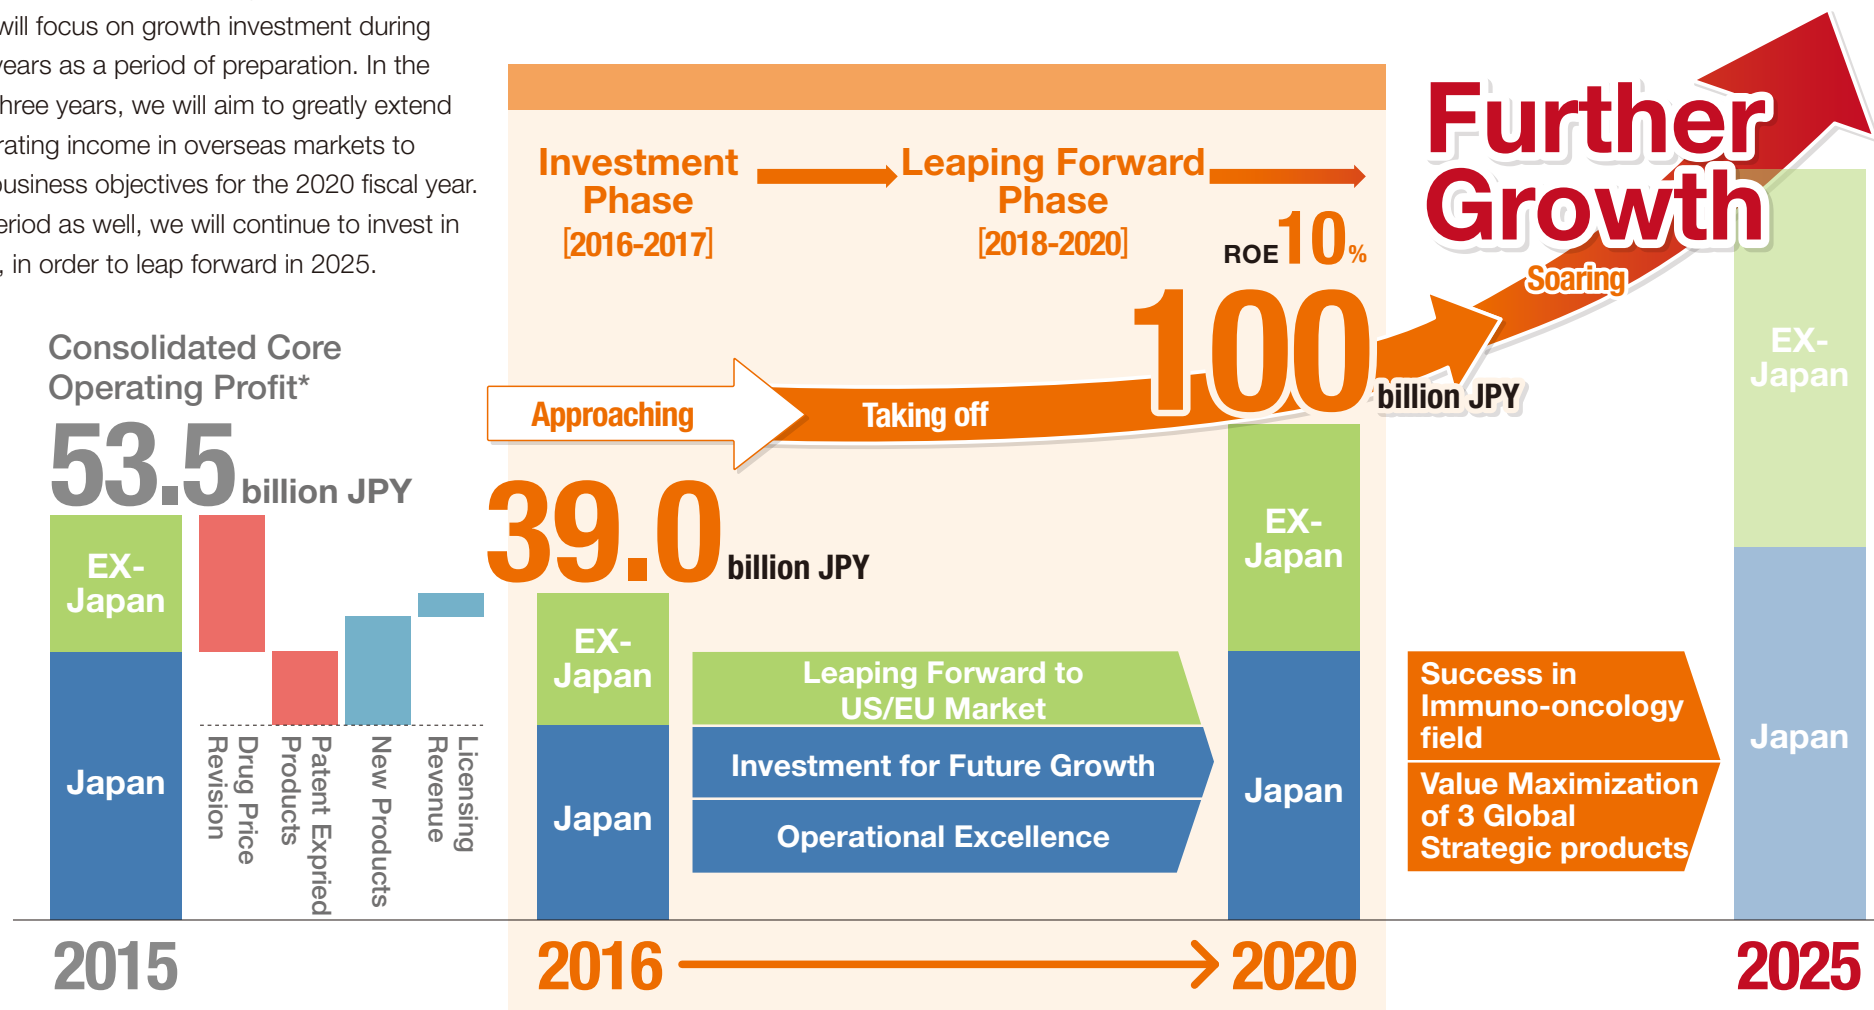 will focus on growth investment during
years as a period of preparation. In the
three years, we will aim to greatly extend
rating income in overseas markets to
business objectives for the 2020 fiscal year.
eriod as well, we will continue to invest in
, in order to leap forward in 2025.
Investment
Phase
[2016-2017]
Leaping Forward
Phase
[2018-2020]
ROE 10%
100
billion JPY
Further
Growth
Soaring
Approaching
Taking off
Consolidated Core
Operating Profit*
53.5 billion JPY
39.0 billion JPY
EX-
Japan
Japan
Drug Price
Revision
Patent Expried
Products
New Products
Licensing
Revenue
EX-
Japan
Japan
Leaping Forward to
US/EU Market
Investment for Future Growth
Operational Excellence
EX-
Japan
Japan
Success in
Immuno-oncology
field
Value Maximization
of 3 Global
Strategic products
EX-
Japan
Japan
2015
2016
2020
2025